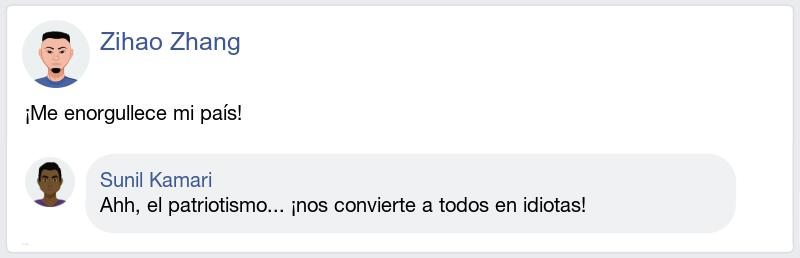 Zihao Zhang
¡Me enorgullece mi país!
Sunil Kamari
Ahh, el patriotismo... ¡nos convierte a todos en idiotas!